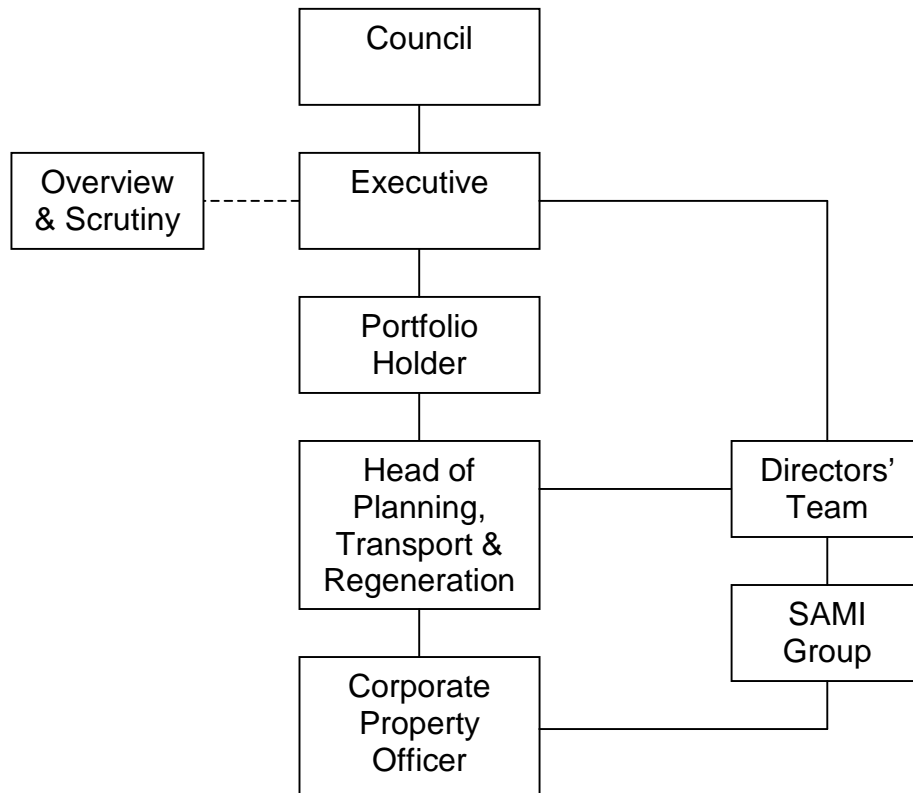 Council
Overview
& Scrutiny
Executive
Portfolio
Holder
Head of
Planning,
Transport &
Regeneration
Directors’
Team
SAMI
Group
Corporate
Property
Officer